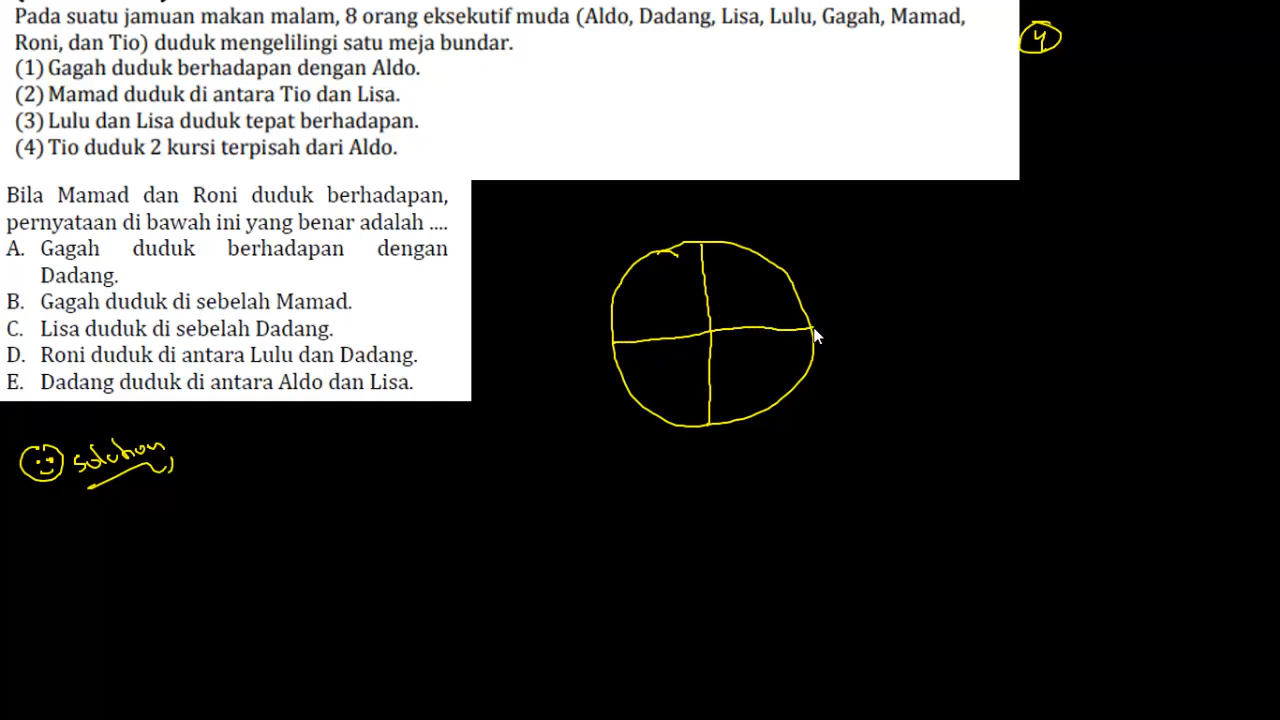 Pada suatu jamuan makan malam, 8 orang eksekutif muda (Aldo, Dadang, Lisa, Lulu, Gagah, Mamad,
Roni, dan Tio) duduk mengelilingi satu meja bundar.
(1) Gagah duduk berhadapan dengan Aldo.
(2) Mamad duduk di antara Tio dan Lisa.
(3) Lulu dan Lisa duduk tepat berhadapan.
(4) Tio duduk 2 kursi terpisah dari Aldo.
Bila Mamad dan Roni duduk berhadapan,
pernyataan di bawah ini yang benar adalah ....
A. Gagah duduk berhadapan dengan
Dadang.
B. Gagah duduk di sebelah Mamad.
C. Lisa duduk di sebelah Dadang.
D. Roni duduk di antara Lulu dan Dadang.
E. Dadang duduk di antara Aldo dan Lisa.
solution